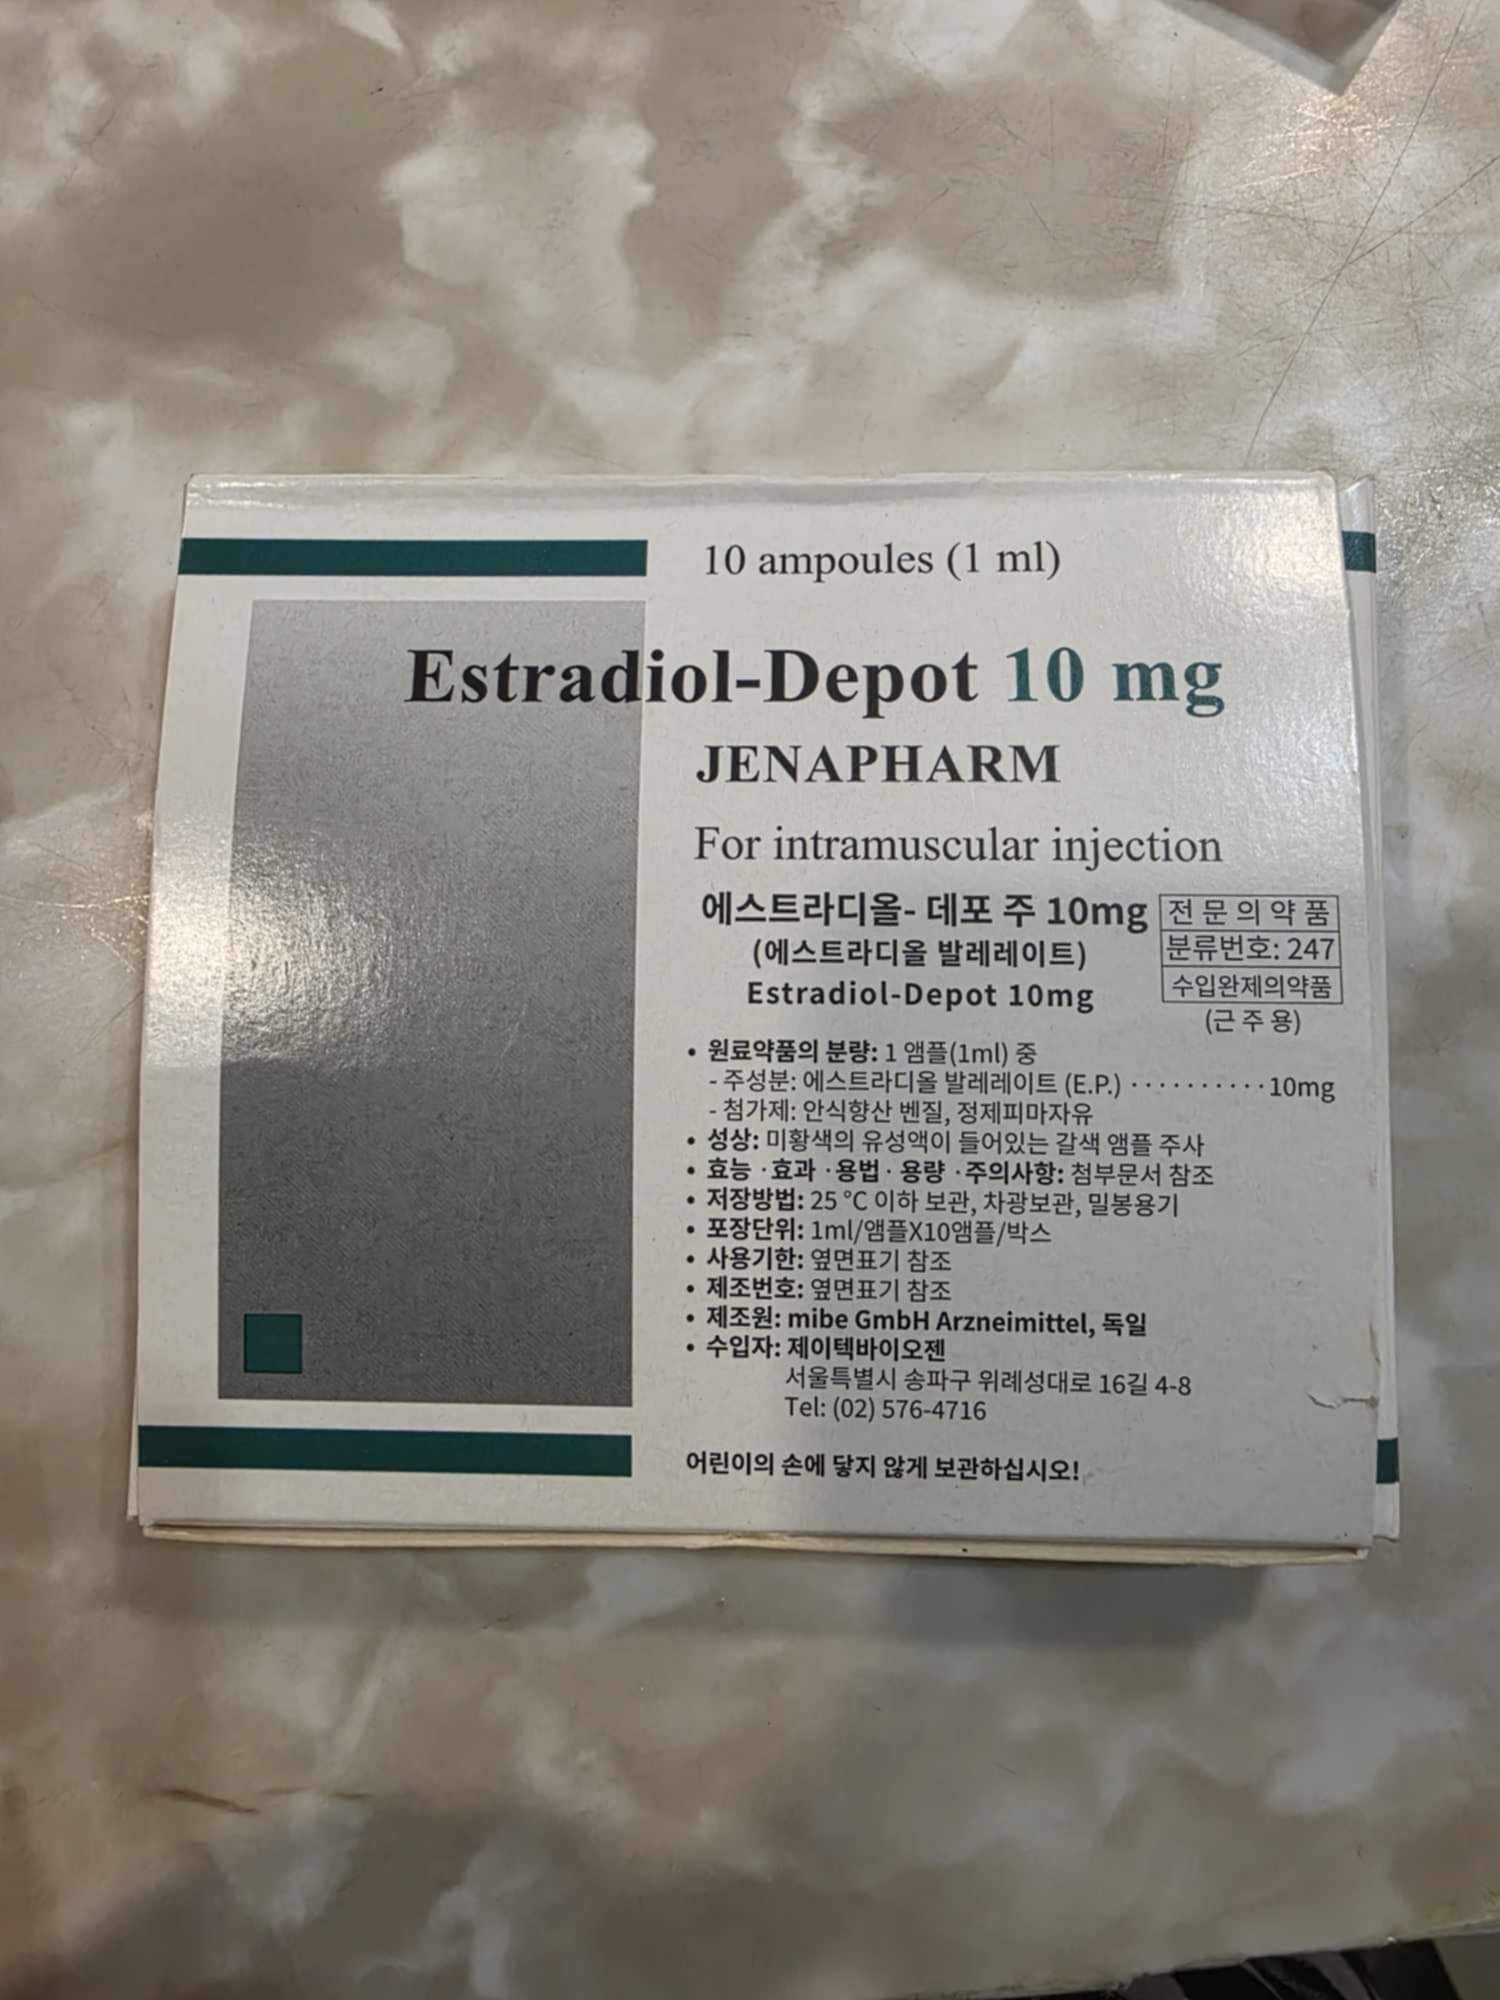 10 ampoules (1 ml)
Estradiol-Depot 10 mg
JENAPHARM
For intramuscular injection
에스트라디올- 데포 주 10mg
(에스트라디올 발레레이트)
Estradiol-Depot 10mg
전 문 의 약 품
분류번호: 247
수입완제의약품
(근 주 용)
• 원료약품의 분량: 1 앰플(1ml) 중
- 주성분: 에스트라디올 발레레이트 (E.P.) ·········· 10mg
- 첨가제: 안식향산 벤질, 정제피마자유
• 성상: 미황색의 유성액이 들어있는 갈색 앰플 주사
• 효능 · 효과 · 용법 · 용량 · 주의사항: 첨부문서 참조
• 저장방법: 25 °C 이하 보관, 차광보관, 밀봉용기
• 포장단위: 1ml/앰플X10앰플/박스
• 사용기한: 옆면표기 참조
• 제조번호: 옆면표기 참조
• 제조원: mibe GmbH Arzneimittel, 독일
• 수입자: 제이텍바이오젠
서울특별시 송파구 위례성대로 16길 4-8
Tel: (02) 576-4716
어린이의 손에 닿지 않게 보관하십시오!